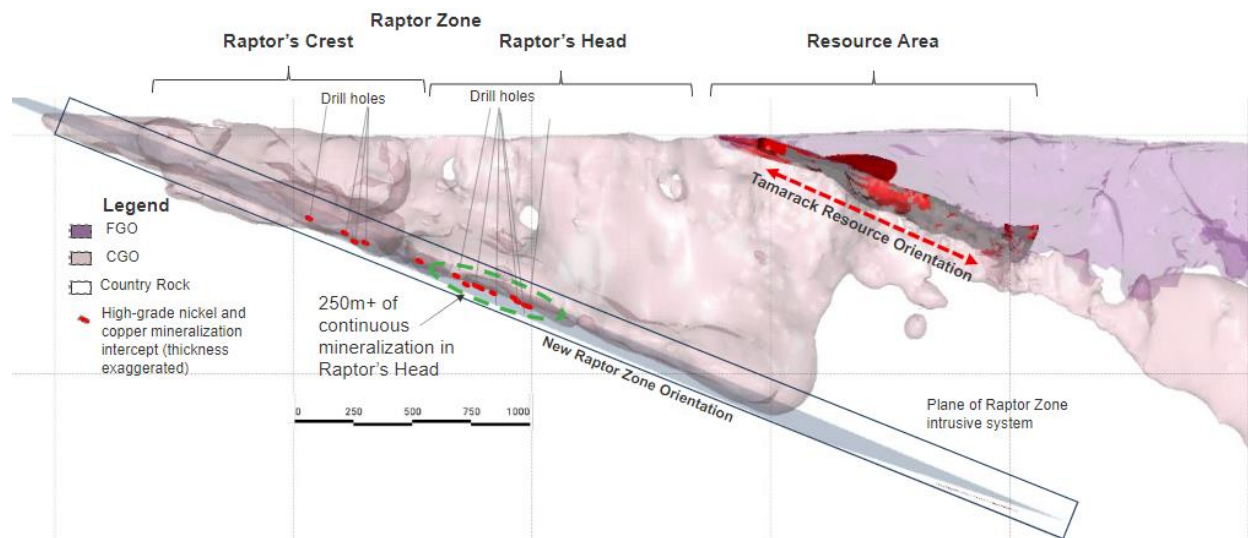 Raptor Zone
Raptor's Crest
Raptor's Head
Resource Area
Drill holes
Drill holes
Tamarack Resource Orientation
Legend
FGO
CGO
Country Rock
High-grade nickel and
copper mineralization
intercept (thickness
exaggerated)
250m+ of
continuous
mineralization in
Raptor's Head
New Raptor Zone Orientation
Plane of Raptor Zone
intrusive system
0 250 500 750 1000